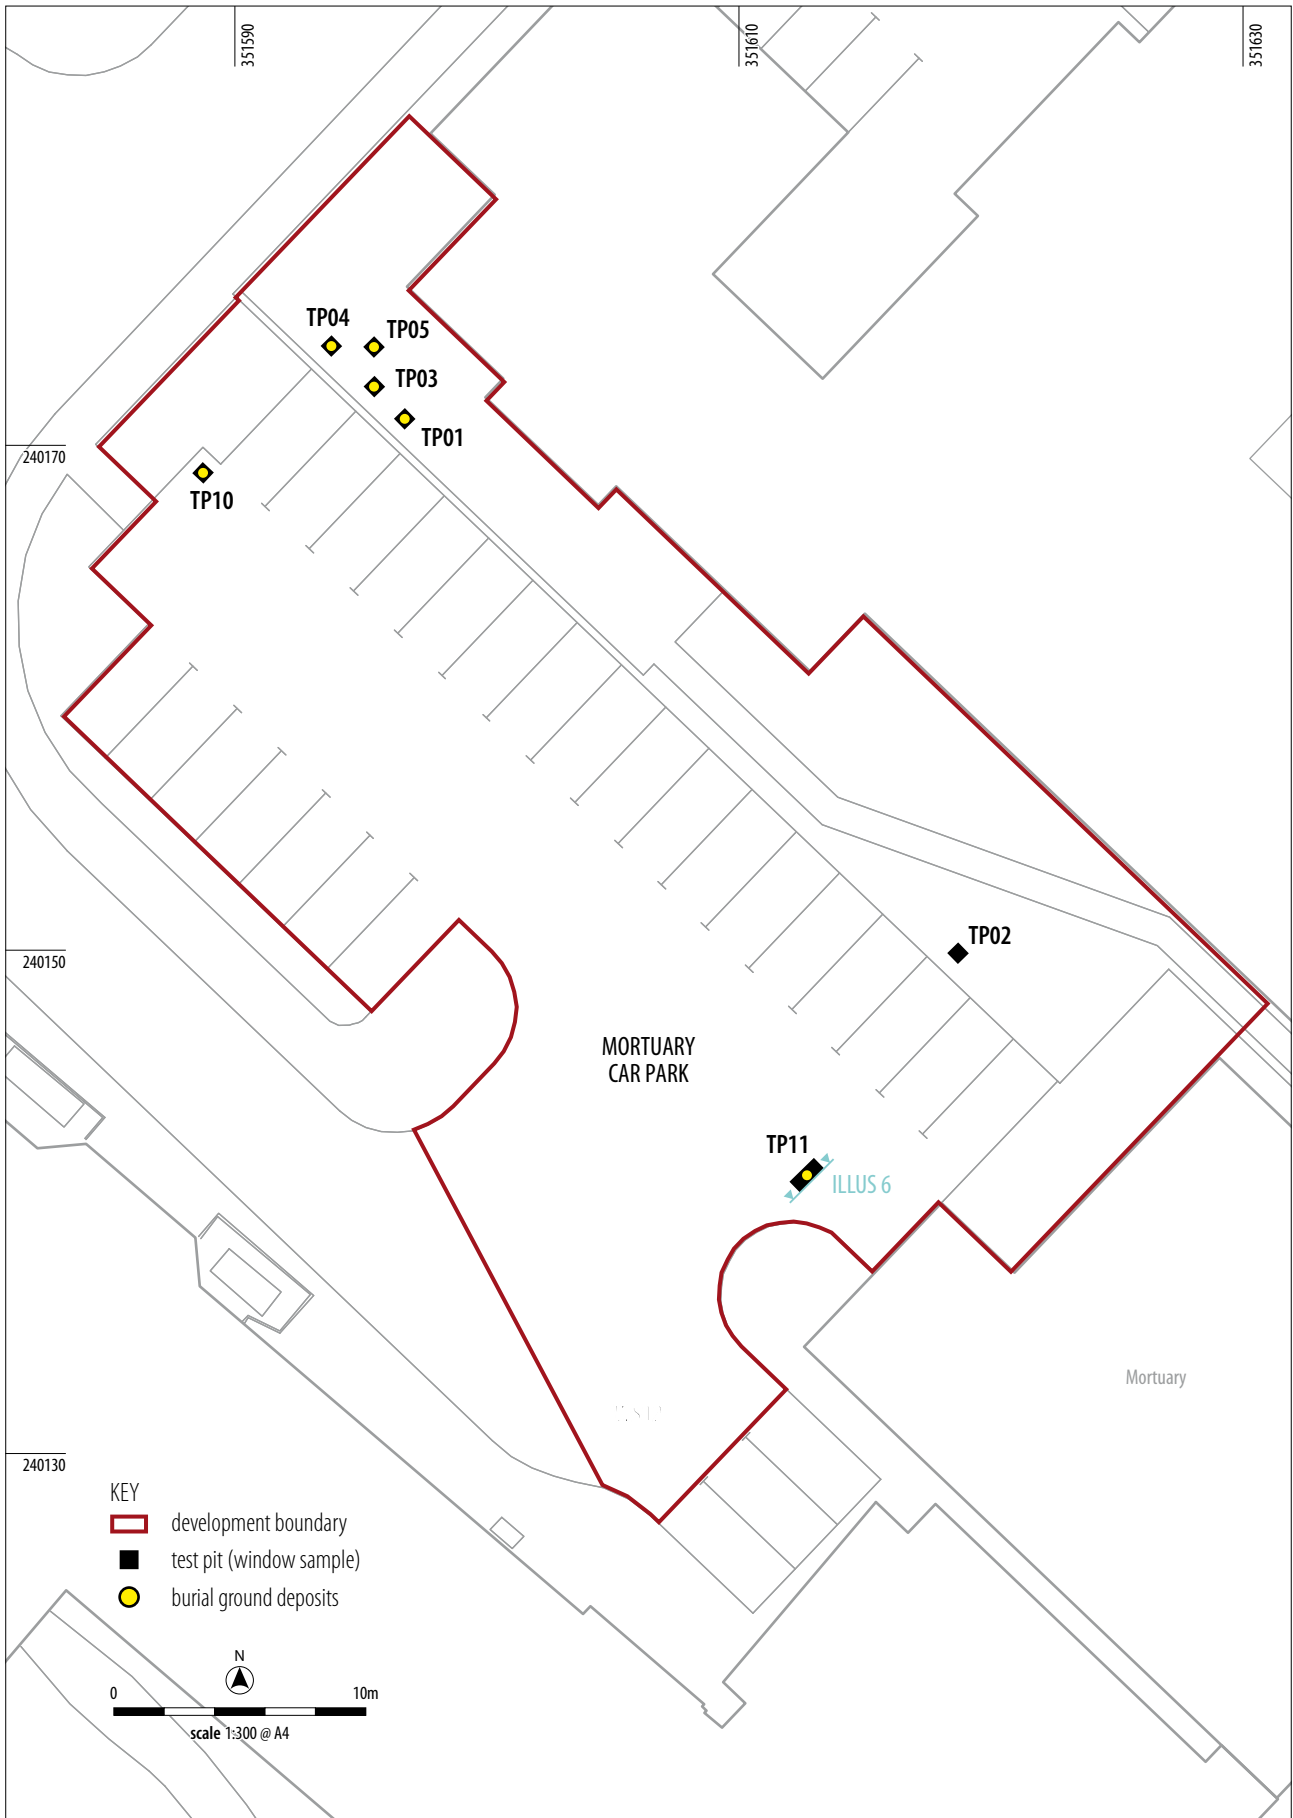 351590
351610
351630
TP04
TP05
TP03
TP01
240170
TP10
TP02
240150
MORTUARY
CAR PARK
TP11
ILLUS 6
Mortuary
240130
KEY
development boundary
test pit (window sample)
burial ground deposits
N
0
10m
scale 1:300 @ A4